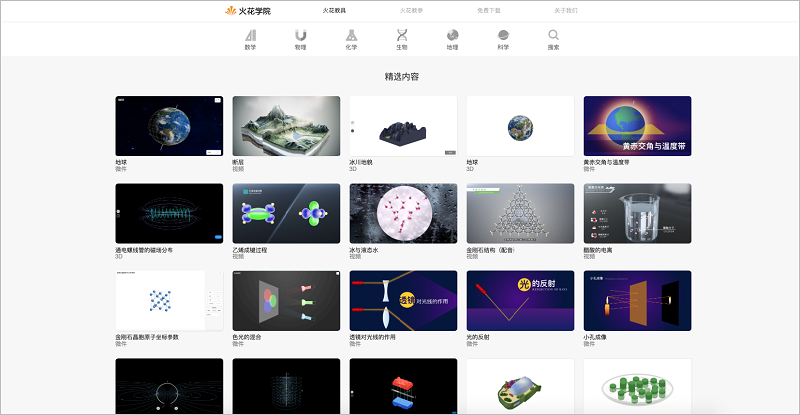 火花学院
火花教具
火花教参
免费下载
关于我们
数学
物理
化学
生物
地理
科学
搜索
精选内容
黄赤交角与温度带
地球
微件
断层
视频
冰川地貌
3D
地球
3D
黄赤交角与温度带
微件
通电螺线管的磁场分布
3D
乙烯成键过程
视频
冰与液态水
视频
金刚石结构（配音）
视频
醋酸的电离
视频
透镜对光线的作用
光的反射
小孔成像
金刚石晶胞原子坐标参数
微件
色光的混合
微件
透镜对光线的作用
微件
光的反射
微件
小孔成像
微件